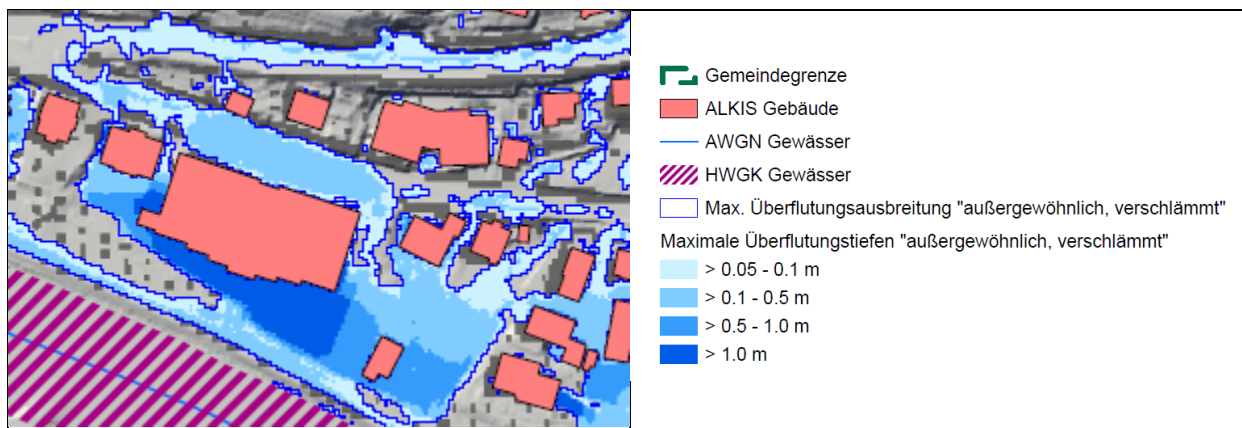 Gemeindegrenze
ALKIS Gebäude
AWGN Gewässer
HWGK Gewässer
Max. Überflutungsausbreitung "außergewöhnlich, verschlämmt"
Maximale Überflutungstiefen "außergewöhnlich, verschlämmt"
> 0.05 - 0.1 m
> 0.1 - 0.5 m
> 0.5 - 1.0 m
> 1.0 m